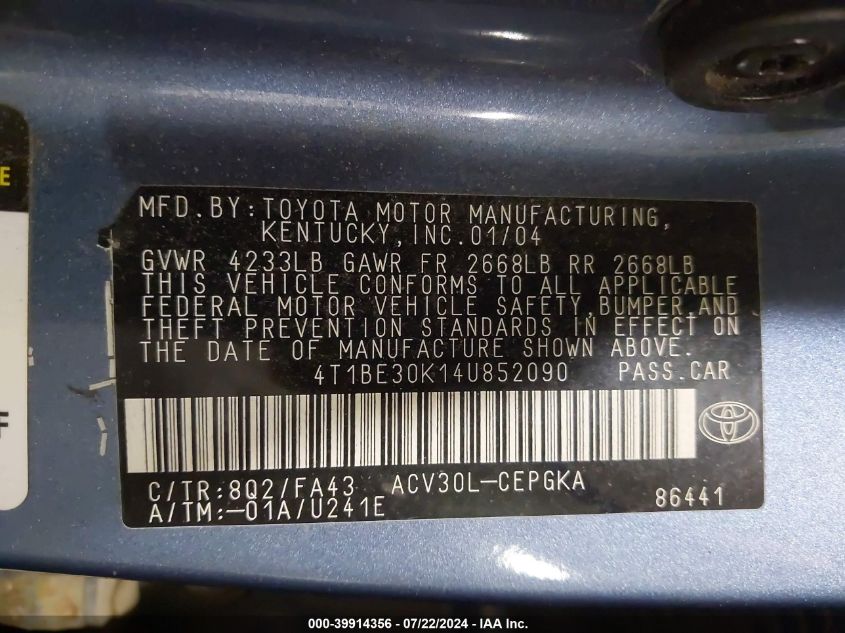 E
F
MFD.BY:TOYOTA MOTOR MANUFACTURING,
KENTUCKY,INC.01/04
GVWR 4233LB GAWR FR 2668LB RR 2668LB
THIS VEHICLE CONFORMS TO ALL APPLICABLE
FEDERAL MOTOR VEHICLE SAFETY,BUMPER,AND
THEFT PREVENTION STANDARDS IN EFFECT ON
THE DATE OF MANUFACTURE SHOWN ABOVE.
4T1BE30K14U852090 PASS.CAR
C/TR:8Q2/FA43 ACV30L-CEPGKA
A/TM:-01A/U241E 86441
000-39914356 - 07/22/2024 - IAA Inc.